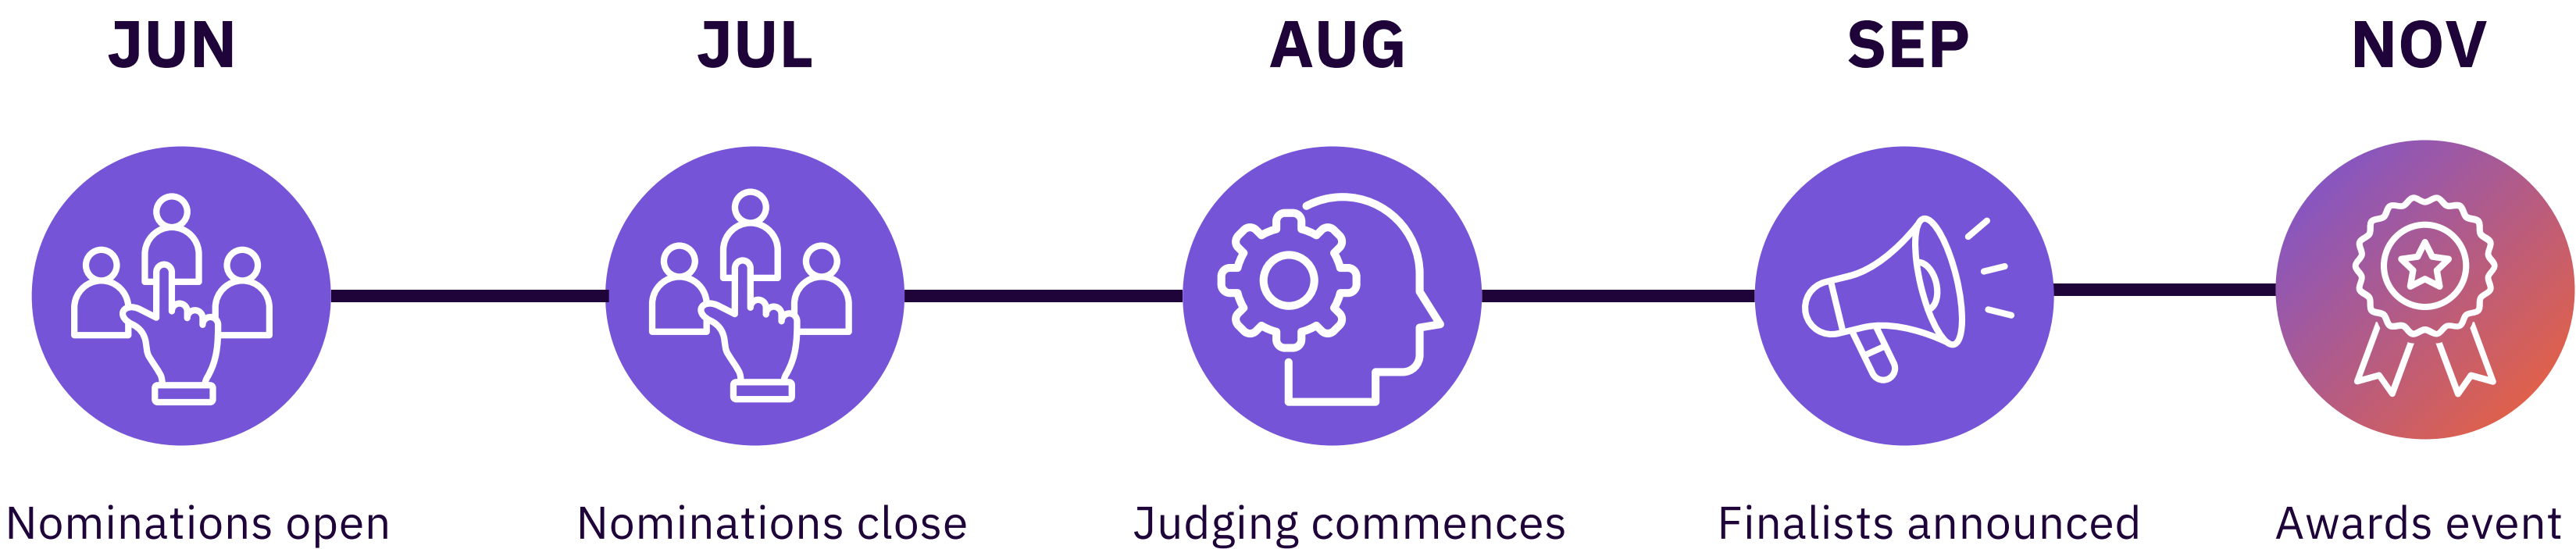 JUN
JUL
AUG
SEP
NOV
Nominations open
Nominations close
Judging commences
Finalists announced
Awards event